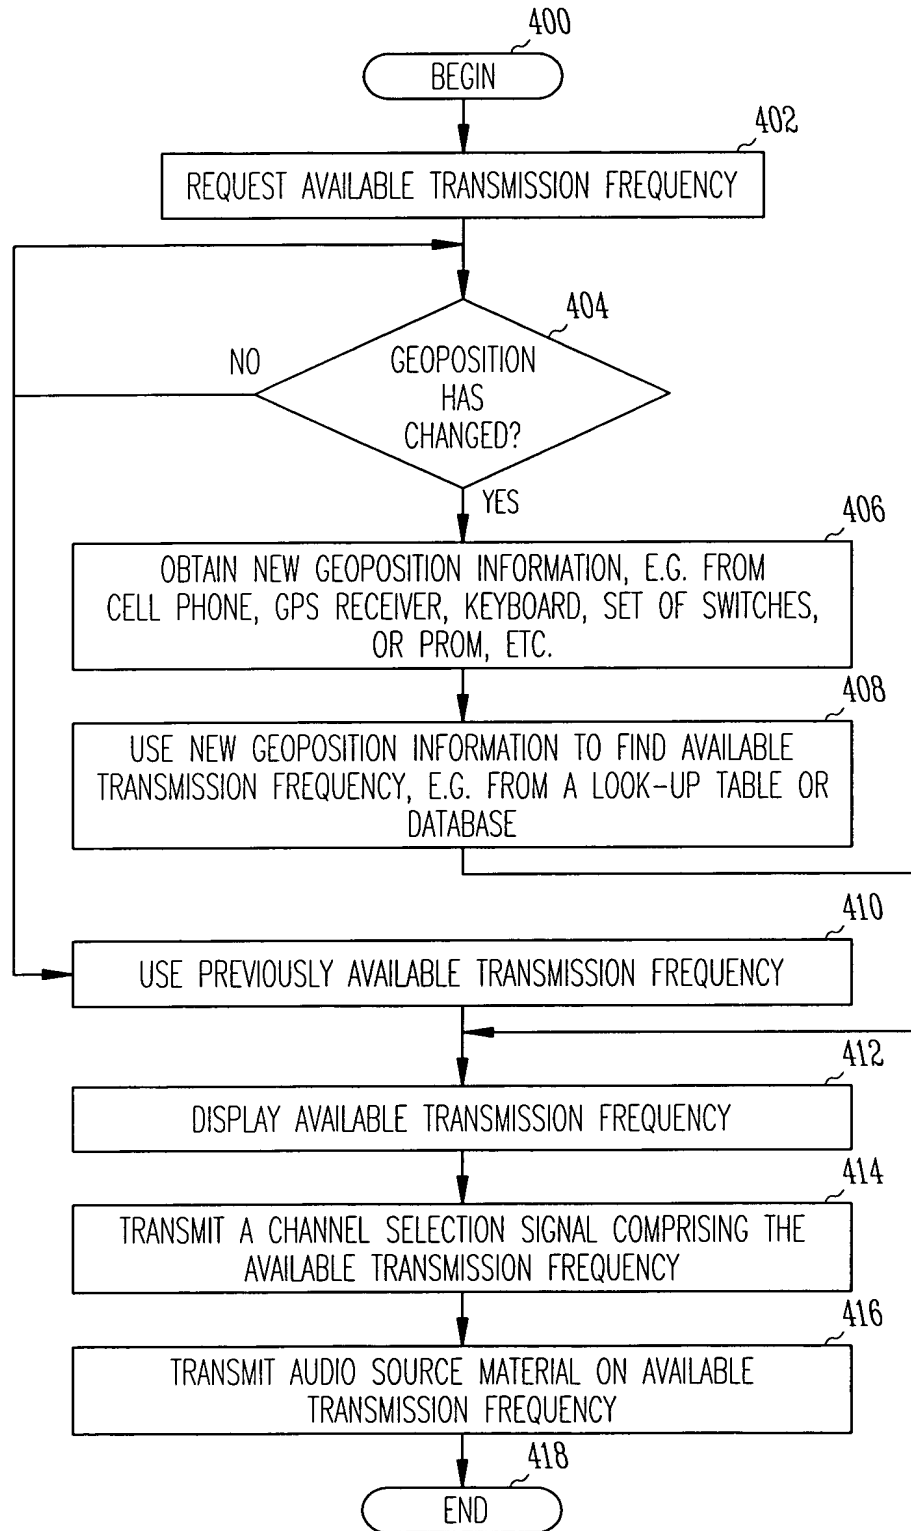 400
BEGIN
402
REQUEST AVAILABLE TRANSMISSION FREQUENCY
404
NO
GEOPOSITION
HAS
CHANGED?
YES
406
OBTAIN NEW GEOPOSITION INFORMATION, E.G. FROM
CELL PHONE, GPS RECEIVER, KEYBOARD, SET OF SWITCHES,
OR PROM, ETC.
408
USE NEW GEOPOSITION INFORMATION TO FIND AVAILABLE
TRANSMISSION FREQUENCY, E.G. FROM A LOOK-UP TABLE OR
DATABASE
410
USE PREVIOUSLY AVAILABLE TRANSMISSION FREQUENCY
412
DISPLAY AVAILABLE TRANSMISSION FREQUENCY
414
TRANSMIT A CHANNEL SELECTION SIGNAL COMPRISING THE
AVAILABLE TRANSMISSION FREQUENCY
416
TRANSMIT AUDIO SOURCE MATERIAL ON AVAILABLE
TRANSMISSION FREQUENCY
418
END